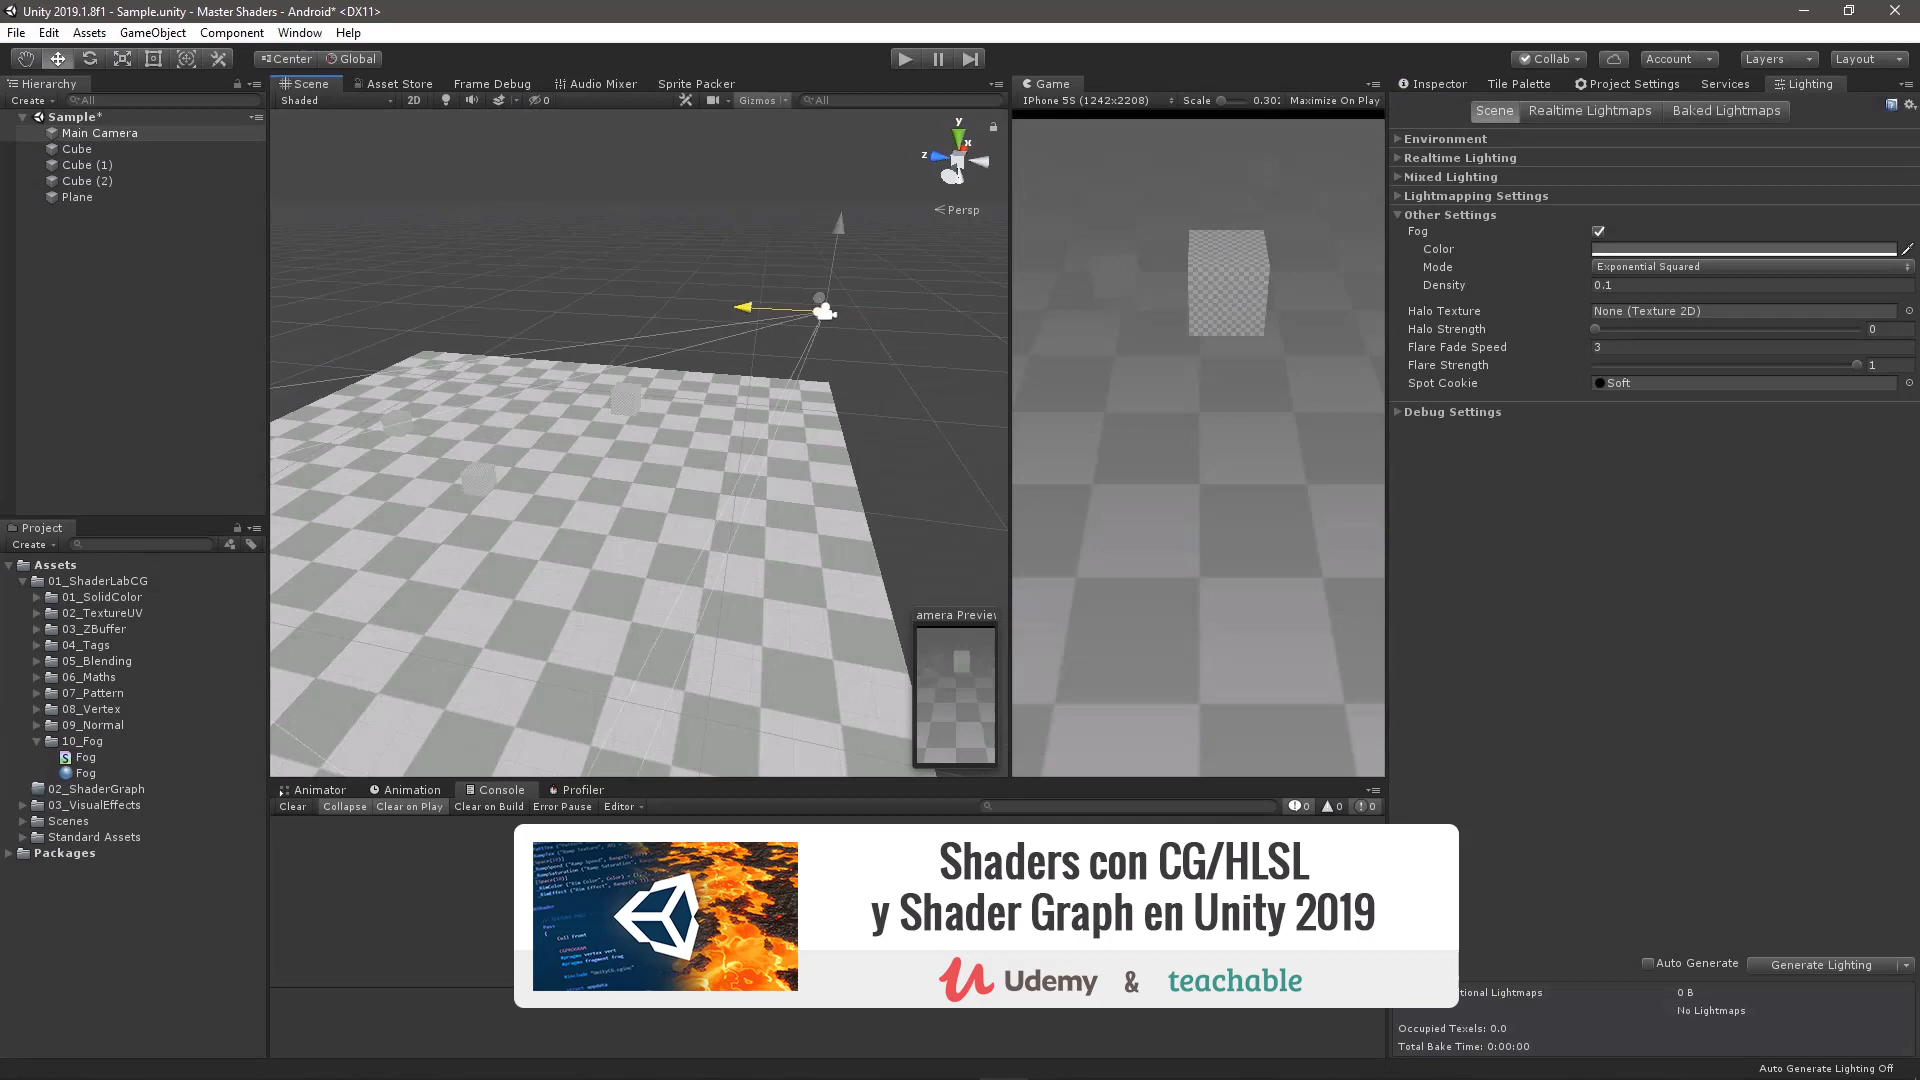 Unity 2019.1.8f1 - Sample.unity - Master Shaders - Android* <DX11>
File Edit Assets GameObject Component Window Help
Center Global
Collab Account Layers Layout
Hierarchy
Create All
Sample*
Main Camera
Cube
Cube (1)
Cube (2)
Plane
Scene Asset Store Frame Debug Audio Mixer Sprite Packer
Shaded 2D 0 Gizmos All
y
x
z
Persp
amera Previe
Game
IPhone 5S (1242x2208) Scale 0.30 Maximize On Play
Inspector Tile Palette Project Settings Services Lighting
Scene Realtime Lightmaps Baked Lightmaps
Environment
Realtime Lighting
Mixed Lighting
Lightmapping Settings
Other Settings
Fog
Color
Mode Exponential Squared
Density 0.1
Halo Texture None (Texture 2D)
Halo Strength 0
Flare Fade Speed 3
Flare Strength 1
Spot Cookie Soft
Debug Settings
Project
Create
Assets
01_ShaderLabCG
01_SolidColor
02_TextureUV
03_ZBuffer
04_Tags
05_Blending
06_Maths
07_Pattern
08_Vertex
09_Normal
10_Fog
Fog
Fog
02_ShaderGraph
03_VisualEffects
Scenes
Standard Assets
Packages
Animator Animation Console Profiler
Clear Collapse Clear on Play Clear on Build Error Pause Editor 0 0 0
Shaders con CG/HLSL
y Shader Graph en Unity 2019
Udemy & teachable
Auto Generate Generate Lighting
tional Lightmaps 0 B
No Lightmaps
Occupied Texels: 0.0
Total Bake Time: 0:00:00
Auto Generate Lighting Off